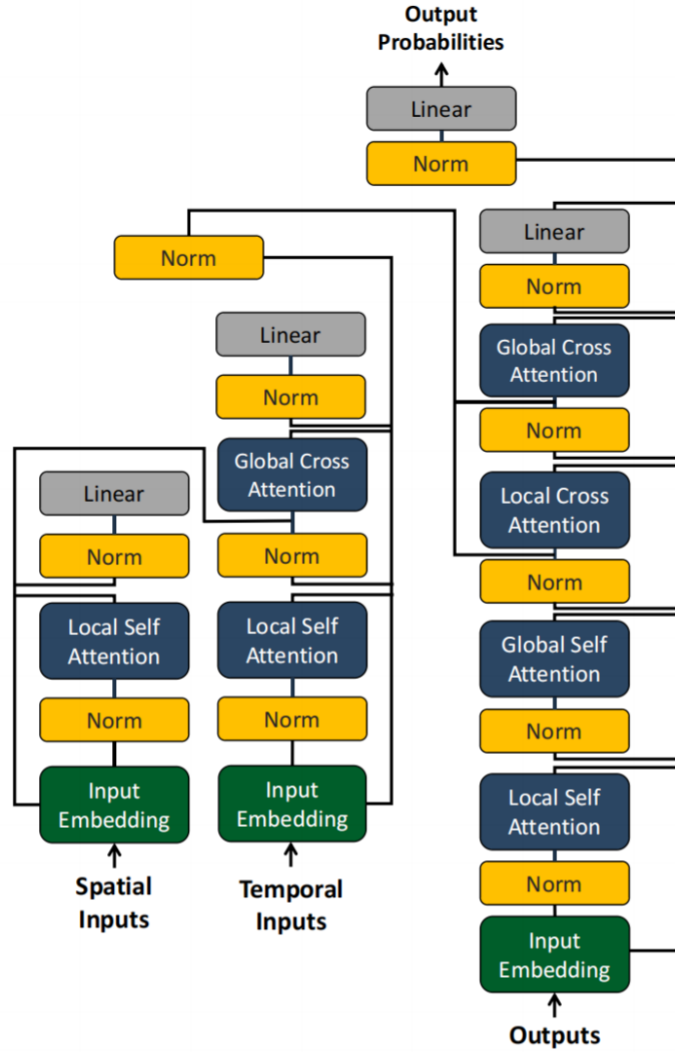 Output
Probabilities
Linear
Norm
Norm
Linear
Norm
Global Cross
Attention
Norm
Local Cross
Attention
Norm
Global Self
Attention
Norm
Local Self
Attention
Norm
Input
Embedding
Outputs
Linear
Norm
Global Cross
Attention
Norm
Local Self
Attention
Norm
Input
Embedding
Temporal
Inputs
Linear
Norm
Local Self
Attention
Norm
Input
Embedding
Spatial
Inputs